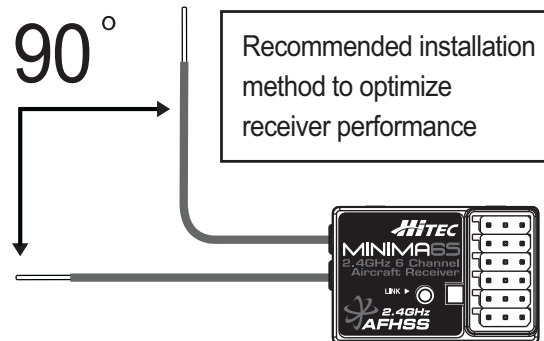 90°
Recommended installation
method to optimize
receiver performance
HiTEC
MINIMA6S
2.4GHz 6 Channel
Aircraft Receiver
LINK ►
2.4GHz
AFHSS